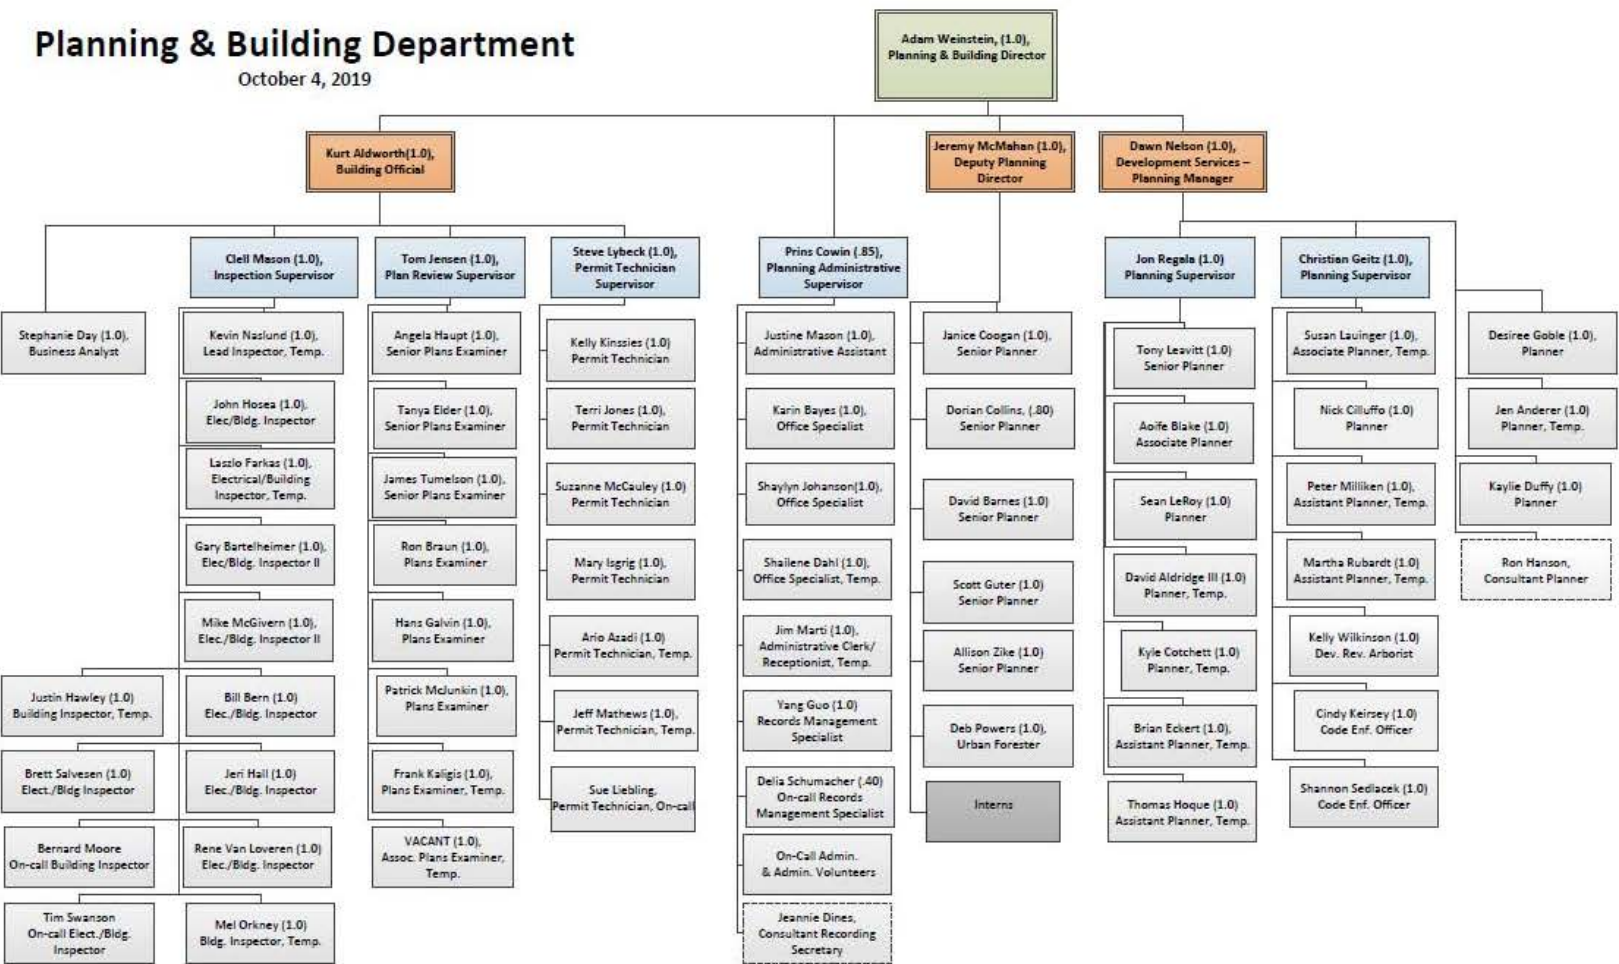 Planning & Building Department
October 4, 2019
Adam Weinstein, (1.0),
Planning & Building Director
Kurt Aldworth(1.0),
Building Official
Jeremy McMahan (1.0),
Deputy Planning
Director
Dawn Nelson (1.0),
Development Services –
Planning Manager
Clell Mason (1.0),
Inspection Supervisor
Tom Jensen (1.0),
Plan Review Supervisor
Steve Lybeck (1.0),
Permit Technician
Supervisor
Prins Cowin (.85),
Planning Administrative
Supervisor
Jon Regala (1.0)
Planning Supervisor
Christian Geitz (1.0),
Planning Supervisor
Stephanie Day (1.0),
Business Analyst
Kevin Naslund (1.0),
Lead Inspector, Temp.
John Hosea (1.0),
Elec/Bldg. Inspector
Laszlo Farkas (1.0),
Electrical/Building
Inspector, Temp.
Gary Bartelheimer (1.0),
Elec/Bldg. Inspector II
Mike McGivern (1.0),
Elec./Bldg. Inspector II
Justin Hawley (1.0)
Building Inspector, Temp.
Bill Bern (1.0)
Elec./Bldg. Inspector
Brett Salvesen (1.0)
Elect./Bldg Inspector
Jeri Hail (1.0)
Elec./Bldg. Inspector
Bernard Moore
On-call Building Inspector
Rene Van Loveren (1.0)
Elec./Bldg. Inspector
Tim Swanson
On-call Elect./Bldg.
Inspector
Mel Orkney (1.0)
Bldg. Inspector, Temp.
Angela Haupt (1.0),
Senior Plans Examiner
Tanya Elder (1.0),
Senior Plans Examiner
James Tumelson (1.0),
Senior Plans Examiner
Ron Braun (1.0),
Plans Examiner
Hans Galvin (1.0),
Plans Examiner
Patrick McJunkin (1.0),
Plans Examiner
Frank Kaligis (1.0),
Plans Examiner, Temp.
VACANT (1.0),
Assoc. Plans Examiner,
Temp.
Kelly Kinssies (1.0)
Permit Technician
Terri Jones (1.0),
Permit Technician
Suzanne McCauley (1.0)
Permit Technician
Mary Isgrig (1.0),
Permit Technician
Ario Azadi (1.0)
Permit Technician, Temp.
Jeff Mathews (1.0),
Permit Technician, Temp.
Sue Liebling,
Permit Technician, On-call
Justine Mason (1.0),
Administrative Assistant
Karin Bayes (1.0),
Office Specialist
Shaylyn Johanson(1.0),
Office Specialist
Shailene Dahl (1.0),
Office Specialist, Temp.
Jim Marti (1.0),
Administrative Clerk/
Receptionist, Temp.
Yang Guo (1.0)
Records Management
Specialist
Delia Schumacher (.40)
On-call Records
Management Specialist
On-Call Admin.
& Admin. Volunteers
Jeannie Dines,
Consultant Recording
Secretary
Janice Coogan (1.0),
Senior Planner
Dorian Collins, (.80)
Senior Planner
David Barnes (1.0)
Senior Planner
Scott Guter (1.0)
Senior Planner
Allison Zike (1.0)
Senior Planner
Deb Powers (1.0),
Urban Forester
Interns
Tony Leavitt (1.0)
Senior Planner
Aoife Blake (1.0)
Associate Planner
Sean LeRoy (1.0)
Planner
David Aldridge III (1.0)
Planner, Temp.
Kyle Cotchett (1.0)
Planner, Temp.
Brian Eckert (1.0),
Assistant Planner, Temp.
Thomas Hoque (1.0)
Assistant Planner, Temp.
Susan Lauinger (1.0),
Associate Planner, Temp.
Nick Cilluffo (1.0)
Planner
Peter Milliken (1.0),
Assistant Planner, Temp.
Martha Rubardt (1.0)
Assistant Planner, Temp.
Kelly Wilkinson (1.0)
Dev. Rev. Arborist
Cindy Keirsey (1.0)
Code Enf. Officer
Shannon Sedlacek (1.0)
Code Enf. Officer
Desiree Goble (1.0),
Planner
Jen Anderer (1.0)
Planner, Temp.
Kaylie Duffy (1.0)
Planner
Ron Hanson,
Consultant Planner